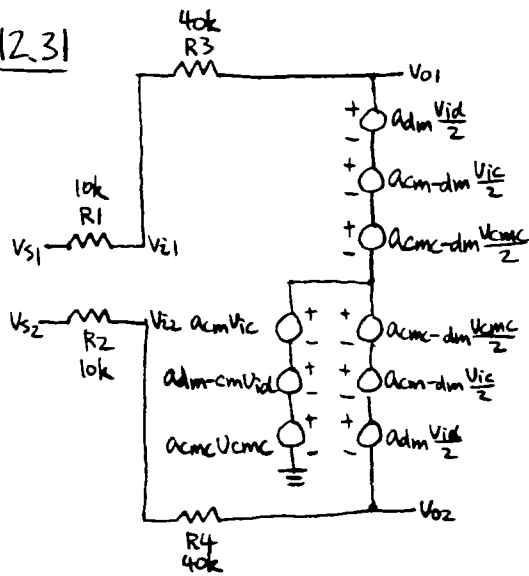 12.31
40k
R3
Vo1
+
-
adm Vid/2
+
-
acm-dm Vic/2
10k
R1
+
-
acmc-dm Vcmc/2
Vs1
Vi1
Vs2
R2
10k
Vi2
acmVic
+
-
+
-
acmc-dm Vcmc/2
adm-cmVid
+
-
+
-
acm-dm Vic/2
acmcVcmc
+
-
+
-
adm Vid/2
Vo2
R4
40k